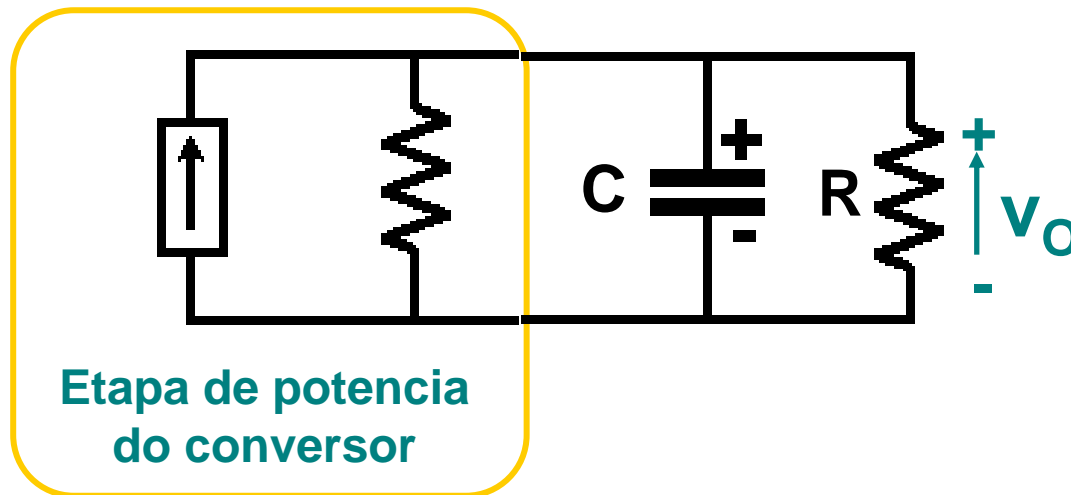 C
+
-
R
+
vO
-
Etapa de potencia
do conversor